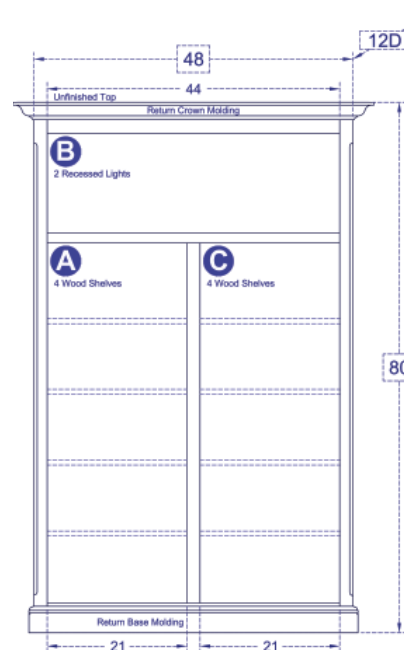 12D
48
44
Unfinished Top
Return Crown Molding
B
2 Recessed Lights
A
4 Wood Shelves
C
4 Wood Shelves
80
Return Base Molding
21
21